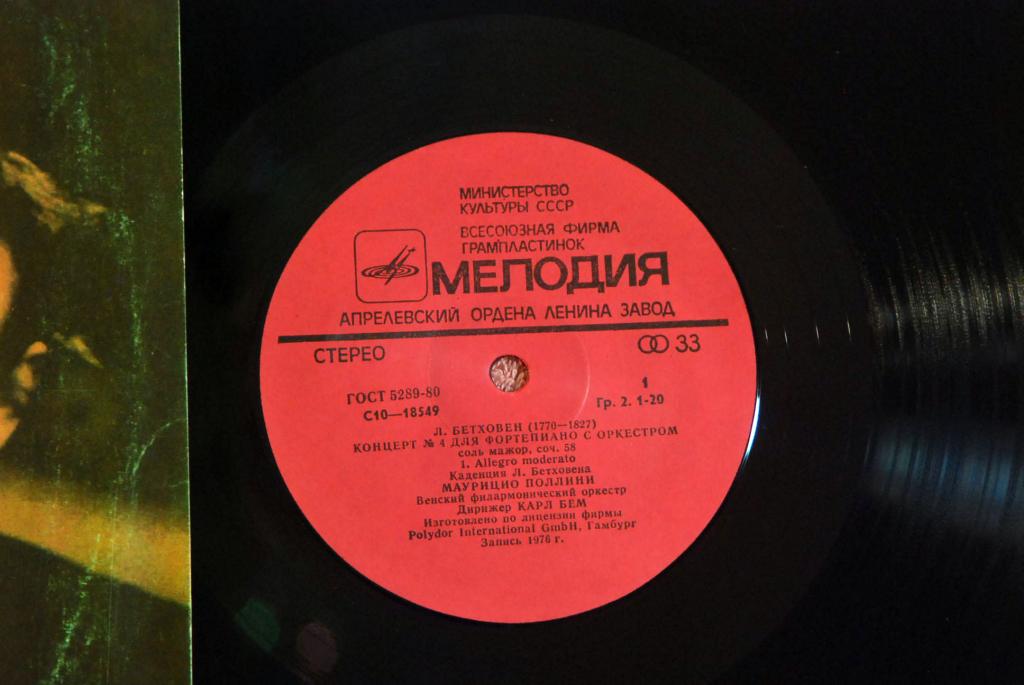 МИНИСТЕРСТВО
КУЛЬТУРЫ СССР
ВСЕСОЮЗНАЯ ФИРМА
ГРАМПЛАСТИНОК
МЕЛОДИЯ
АПРЕЛЕВСКИЙ ОРДЕНА ЛЕНИНА ЗАВОД
СТЕРЕО 33
ГОСТ 5289-80 1
С10—18549 Гр. 2. 1-20
Л. БЕТХОВЕН (1770—1827)
КОНЦЕРТ № 4 ДЛЯ ФОРТЕПИАНО С ОРКЕСТРОМ
соль мажор, соч. 58
1. Allegro moderato
Каденция Л. Бетховена
МАУРИЦИО ПОЛЛИНИ
Венский филармонический оркестр
Дирижер КАРЛ БЕМ
Изготовлено по лицензии фирмы
Polydor International GmbH, Гамбург
Запись 1976 г.